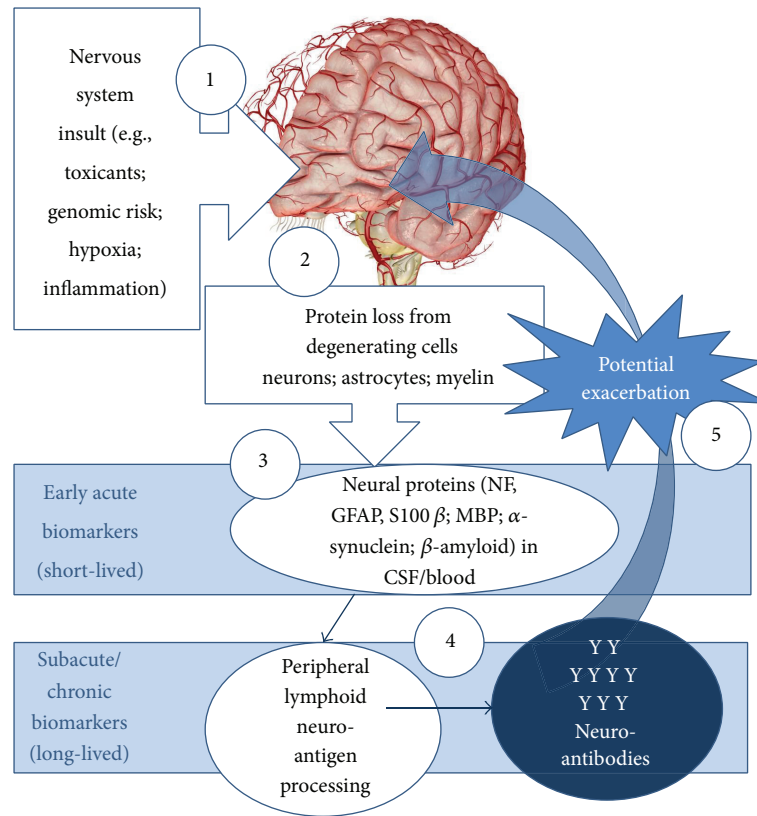 1
Nervous
system
insult (e.g.,
toxicants;
genomic risk;
hypoxia;
inflammation)
2
Protein loss from
degenerating cells
neurons; astrocytes; myelin
Potential
exacerbation
5
3
Early acute
biomarkers
(short-lived)
Neural proteins (NF,
GFAP, S100 β; MBP; α-
synuclein; β-amyloid) in
CSF/blood
4
Subacute/
chronic
biomarkers
(long-lived)
Peripheral
lymphoid
neuro-
antigen
processing
Y Y
Y Y Y Y
Y Y Y
Neuro-
antibodies